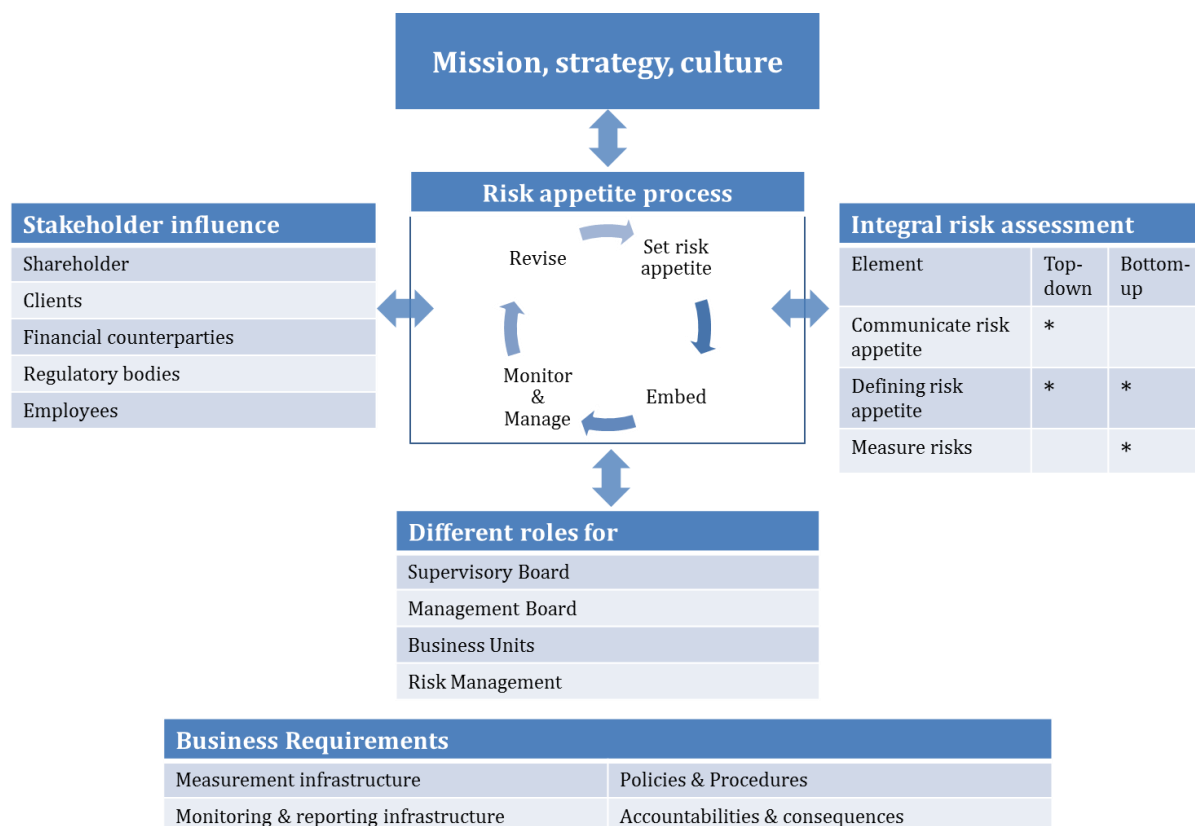 Mission, strategy, culture
Risk appetite process
Revise
Set risk
appetite
Monitor
&
Manage
Embed
Stakeholder influence
Shareholder
Clients
Financial counterparties
Regulatory bodies
Employees
Integral risk assessment
Element Top- Bottom-
down up
Communicate risk *
appetite
Defining risk * *
appetite
Measure risks *
Different roles for
Supervisory Board
Management Board
Business Units
Risk Management
Business Requirements
Measurement infrastructure Policies & Procedures
Monitoring & reporting infrastructure Accountabilities & consequences